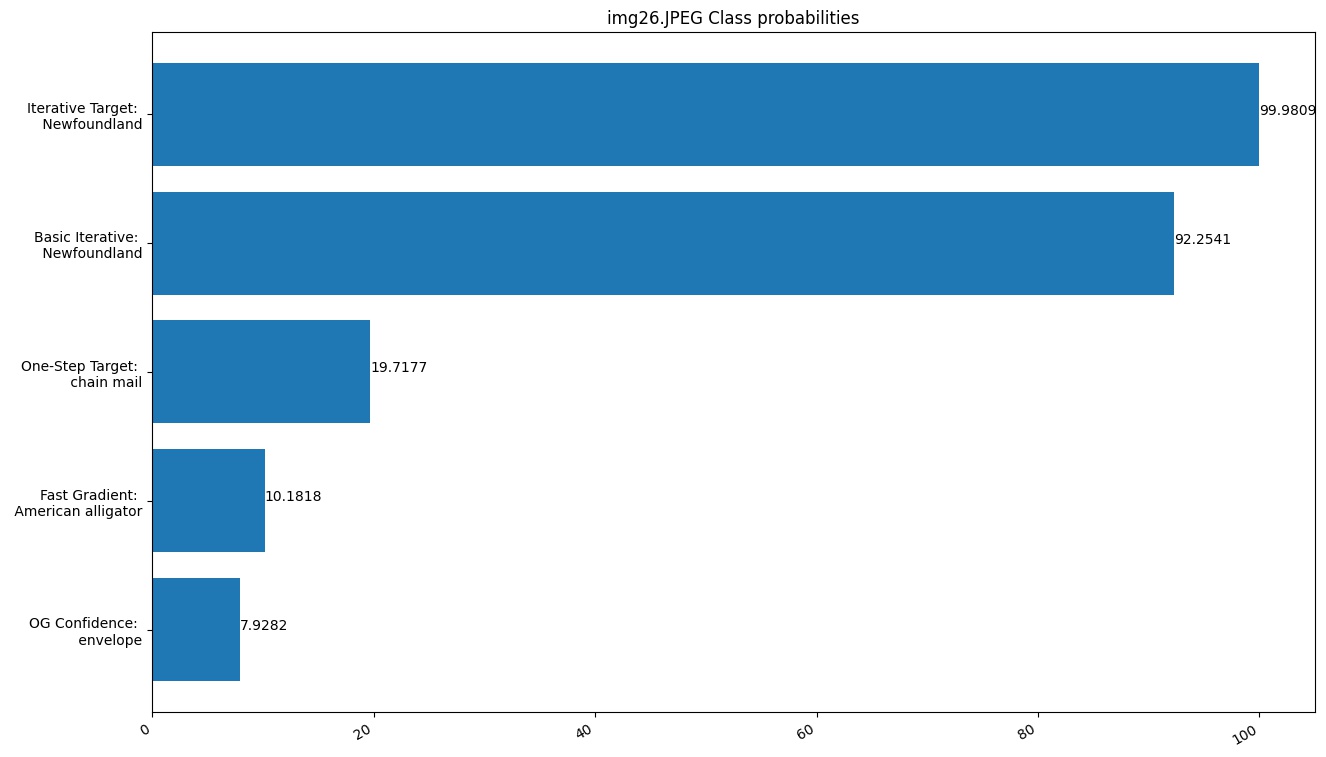 img26.JPEG Class probabilities
Iterative Target:
Newfoundland
99.9809
Basic Iterative:
Newfoundland
92.2541
One-Step Target:
chain mail
19.7177
Fast Gradient:
American alligator
10.1818
OG Confidence:
envelope
7.9282
0 20 40 60 80 100